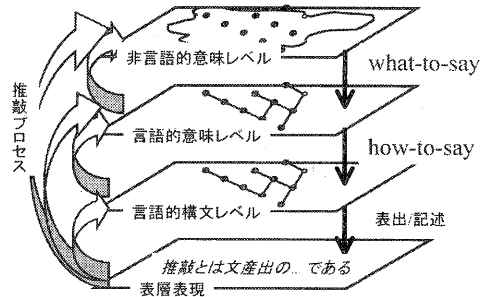 非言語的意味レベル
what-to-say
推敲プロセス
言語的意味レベル
how-to-say
言語的構文レベル
表出/記述
推敲とは文産出の... である
表層表現